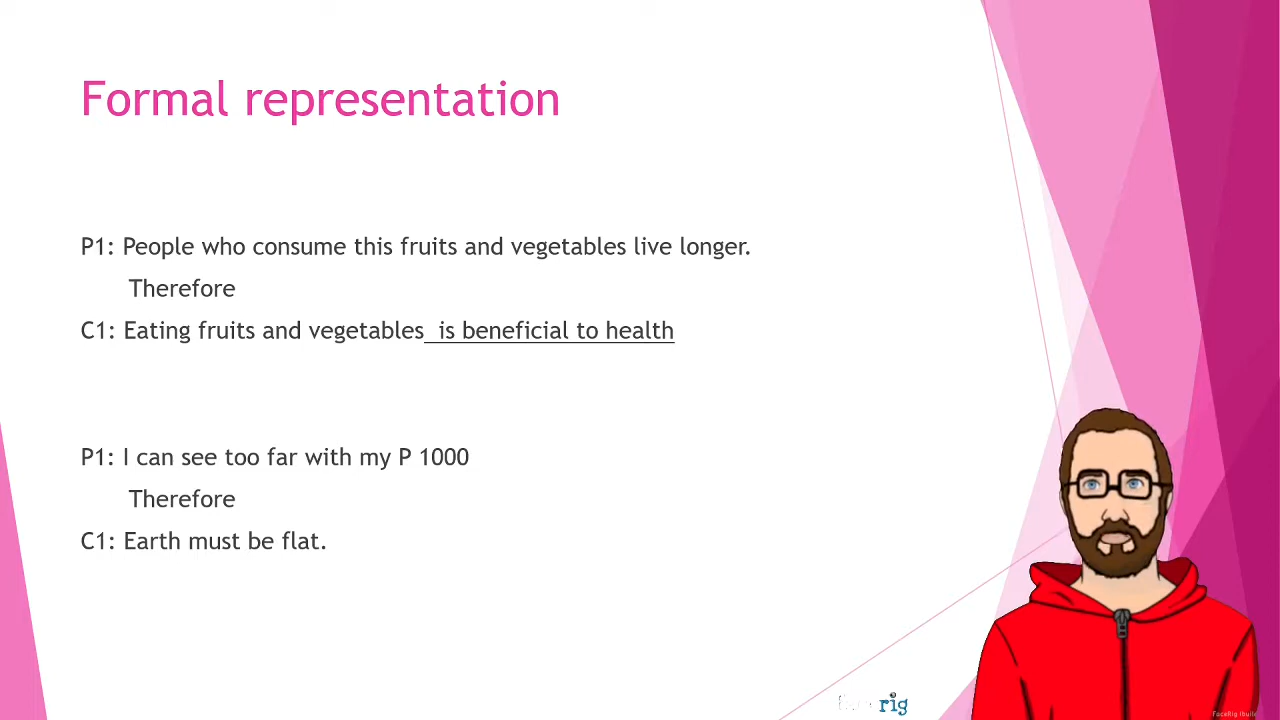 Formal representation
P1: People who consume this fruits and vegetables live longer.
Therefore
C1: Eating fruits and vegetables  is beneficial to health
P1: I can see too far with my P 1000
Therefore
C1: Earth must be flat.
rig